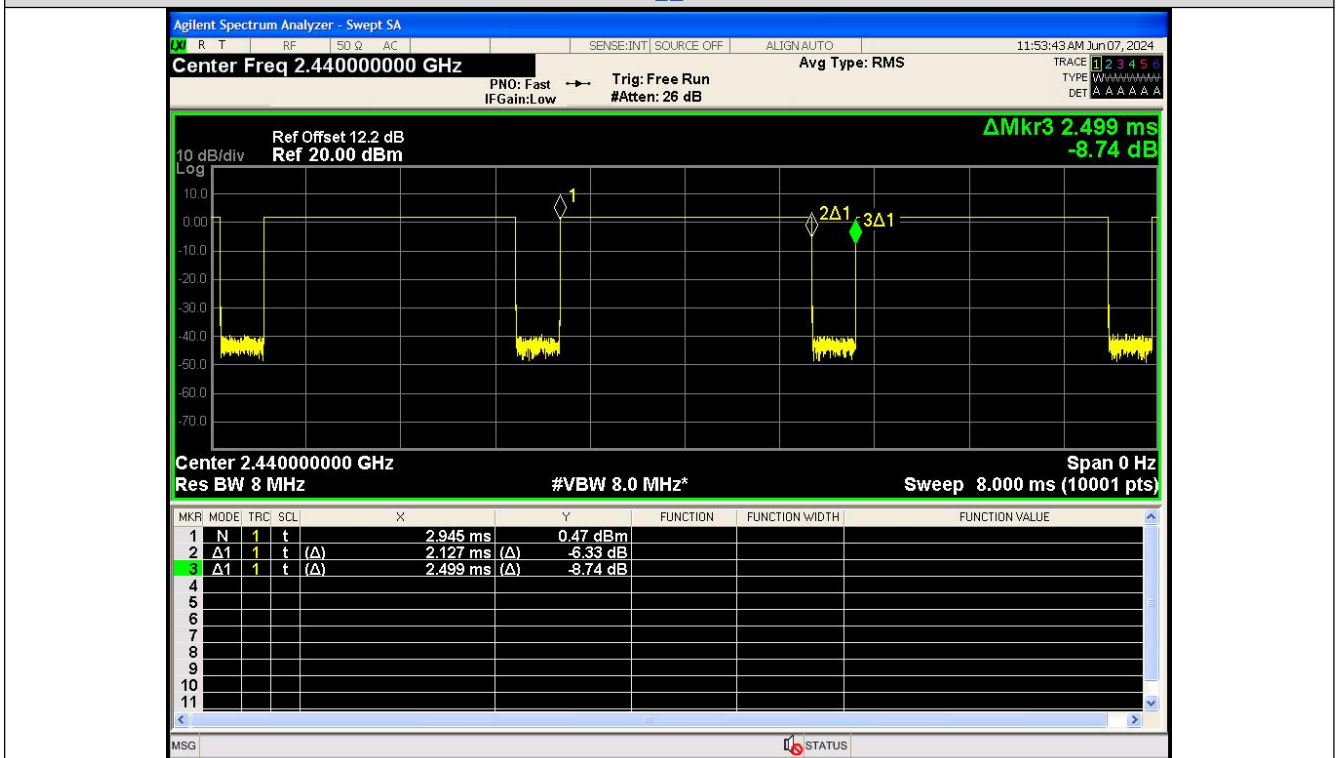 Agilent Spectrum Analyzer - Swept SA
LXI R T RF 50 Ω AC SENSE:INT SOURCE OFF ALIGN AUTO 11:53:43 AM Jun 07, 2024
Center Freq 2.440000000 GHz Avg Type: RMS TRACE 1 2 3 4 5 6
PNO: Fast Trig: Free Run TYPE
IFGain:Low #Atten: 26 dB DET A A A A A A
ΔMkr3 2.499 ms
-8.74 dB
Ref Offset 12.2 dB
10 dB/div Ref 20.00 dBm
Log
10.0
0.00
-10.0
-20.0
-30.0
-40.0
-50.0
-60.0
-70.0
1
2Δ1
3Δ1
Center 2.440000000 GHz Span 0 Hz
Res BW 8 MHz #VBW 8.0 MHz* Sweep 8.000 ms (10001 pts)
MKR MODE TRC SCL X Y FUNCTION FUNCTION WIDTH FUNCTION VALUE
1 N 1 t 2.945 ms 0.47 dBm
2 Δ1 1 t (Δ) 2.127 ms (Δ) -6.33 dB
3 Δ1 1 t (Δ) 2.499 ms (Δ) -8.74 dB
4
5
6
7
8
9
10
11
MSG STATUS